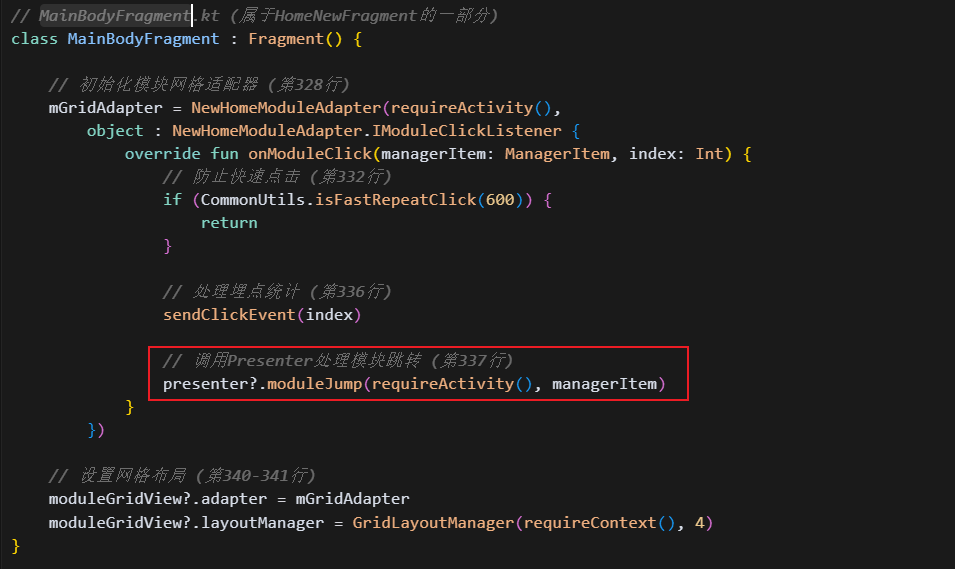 // MainBodyFragment.kt (属于HomeNewFragment的一部分)
class MainBodyFragment : Fragment() {
// 初始化模块网格适配器 (第328行)
mGridAdapter = NewHomeModuleAdapter(requireActivity(),
object : NewHomeModuleAdapter.IModuleClickListener {
override fun onModuleClick(managerItem: ManagerItem, index: Int) {
// 防止快速点击 (第332行)
if (CommonUtils.isFastRepeatClick(600)) {
return
}
// 处理埋点统计 (第336行)
sendClickEvent(index)
// 调用Presenter处理模块跳转 (第337行)
presenter?.moduleJump(requireActivity(), managerItem)
}
})
// 设置网格布局 (第340-341行)
moduleGridView?.adapter = mGridAdapter
moduleGridView?.layoutManager = GridLayoutManager(requireContext(), 4)
}